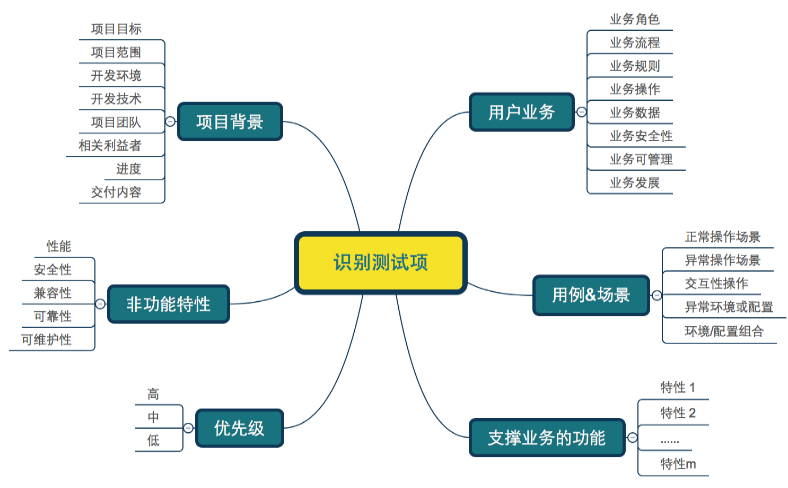 识别测试项
项目背景
项目目标
项目范围
开发环境
开发技术
项目团队
相关利益者
进度
交付内容
用户业务
业务角色
业务流程
业务规则
业务操作
业务数据
业务安全性
业务可管理
业务发展
非功能特性
性能
安全性
兼容性
可靠性
可维护性
用例&场景
正常操作场景
异常操作场景
交互性操作
异常环境或配置
环境/配置组合
优先级
高
中
低
支撑业务的功能
特性 1
特性 2
......
特性m